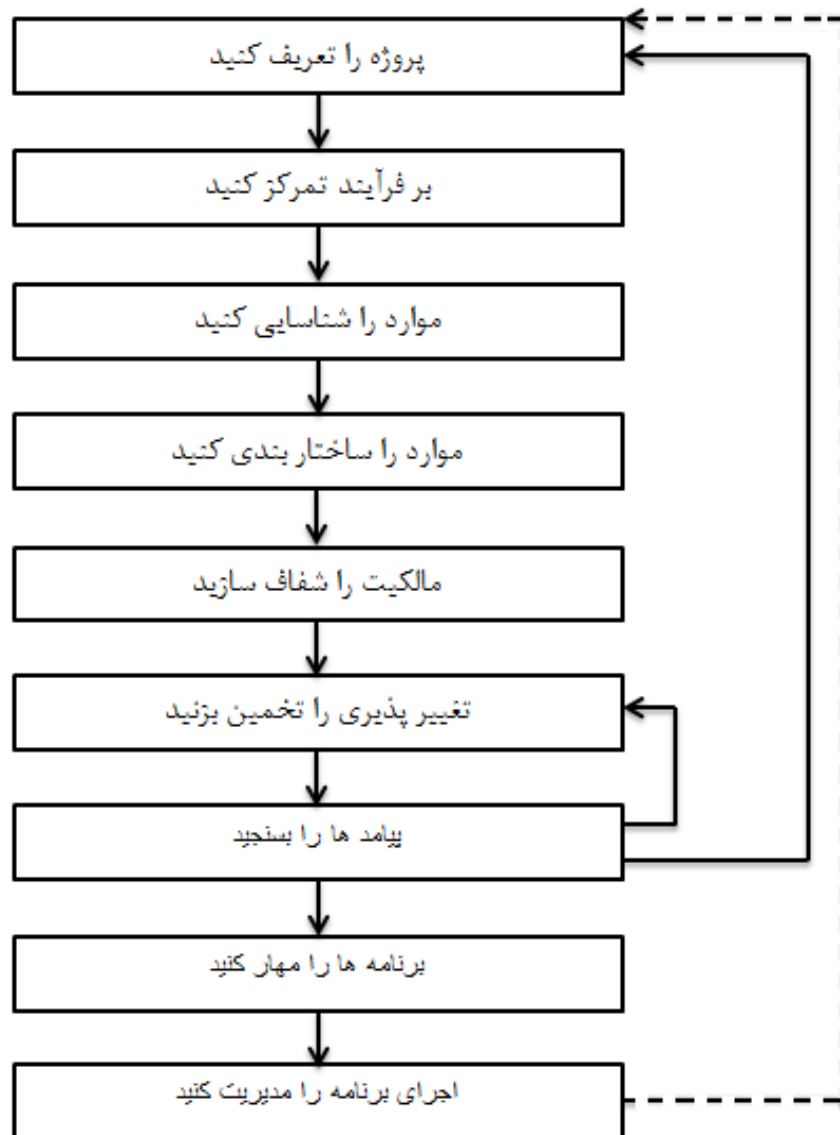 پروژه را تعریف کنید
بر فرآیند تمرکز کنید
موارد را شناسایی کنید
موارد را ساختار بندی کنید
مالکیت را شفاف سازید
تغییر پذیری را تخمین بزنید
پیامد ها را بسنجید
برنامه ها را مهار کنید
اجرای برنامه را مدیریت کنید